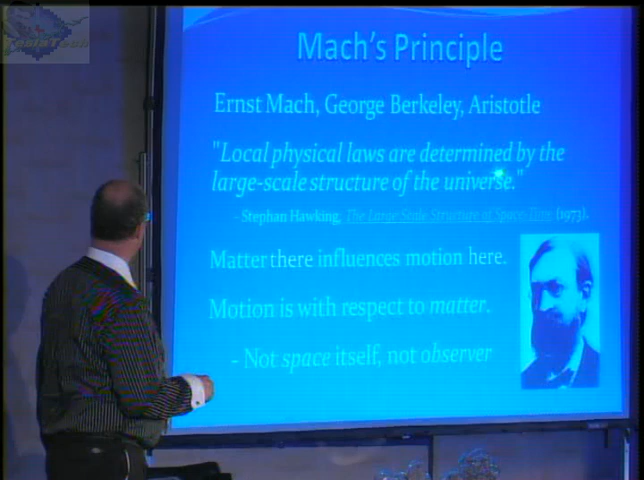 TeslaTech
Mach's Principle
Ernst Mach, George Berkeley, Aristotle
"Local physical laws are determined by the
large-scale structure of the universe."
- Stephan Hawking, The Large Scale Structure of Space-Time (1973).
Matter there influences motion here.
Motion is with respect to matter.
- Not space itself, not observer